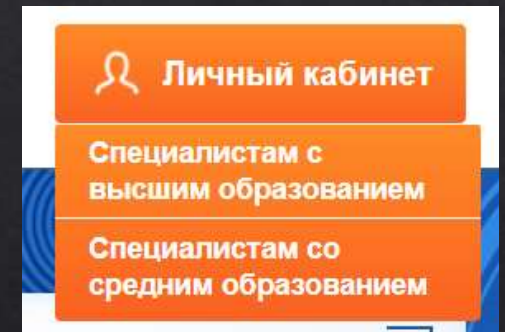 Личный кабинет
Специалистам с
высшим образованием
Специалистам со
средним образованием